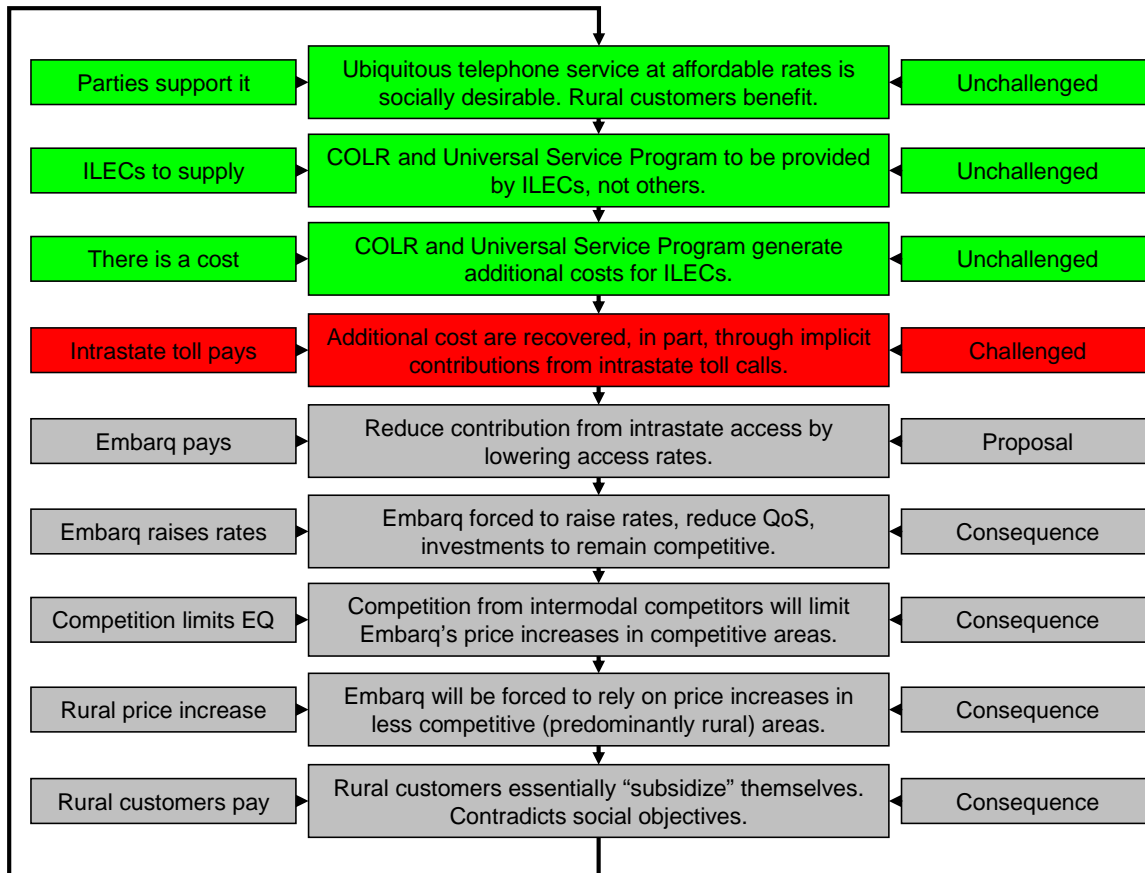 Parties support it
Ubiquitous telephone service at affordable rates is
socially desirable. Rural customers benefit.
Unchallenged
ILECs to supply
COLR and Universal Service Program to be provided
by ILECs, not others.
Unchallenged
There is a cost
COLR and Universal Service Program generate
additional costs for ILECs.
Unchallenged
Intrastate toll pays
Additional cost are recovered, in part, through implicit
contributions from intrastate toll calls.
Challenged
Embarq pays
Reduce contribution from intrastate access by
lowering access rates.
Proposal
Embarq raises rates
Embarq forced to raise rates, reduce QoS,
investments to remain competitive.
Consequence
Competition limits EQ
Competition from intermodal competitors will limit
Embarq’s price increases in competitive areas.
Consequence
Rural price increase
Embarq will be forced to rely on price increases in
less competitive (predominantly rural) areas.
Consequence
Rural customers pay
Rural customers essentially “subsidize” themselves.
Contradicts social objectives.
Consequence